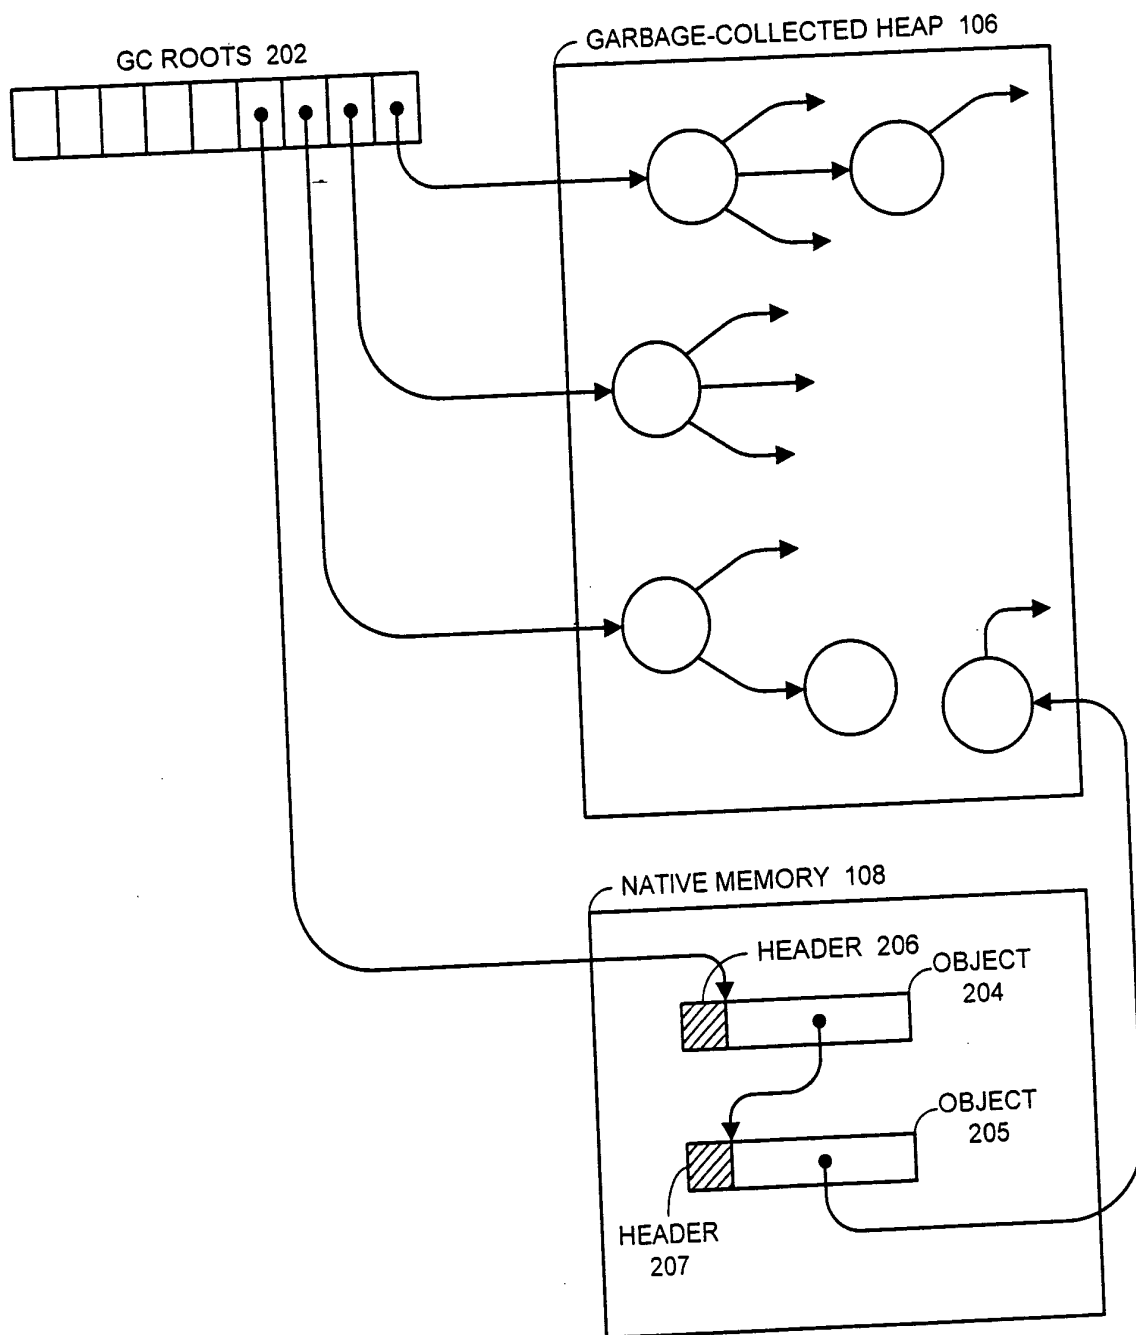 GARBAGE-COLLECTED HEAP 106
GC ROOTS 202
NATIVE MEMORY 108
HEADER 206
OBJECT
204
OBJECT
205
HEADER
207